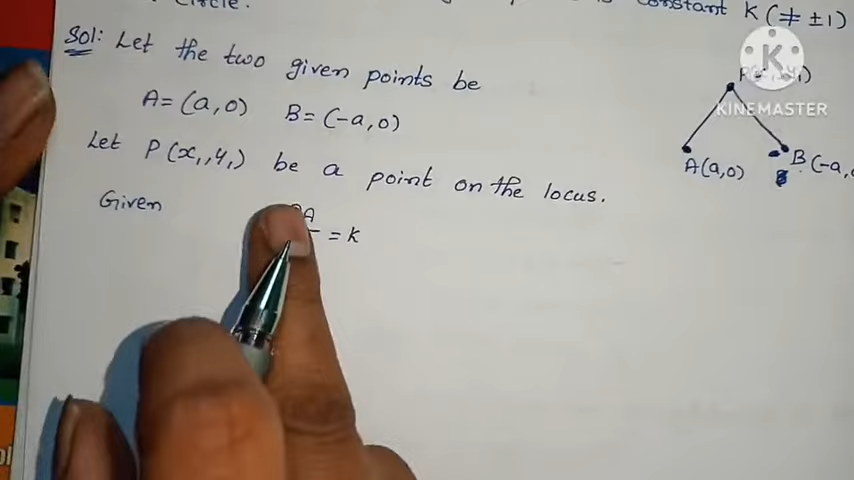 Circle.
constant K (≠ ±1)
Sol: Let the two given points be
A = (a, 0) B = (-a, 0)
Let P(x₁, y₁) be a point on the locus.
Given
A
= K
A(a,0)
B(-a,
K
KINEMASTER